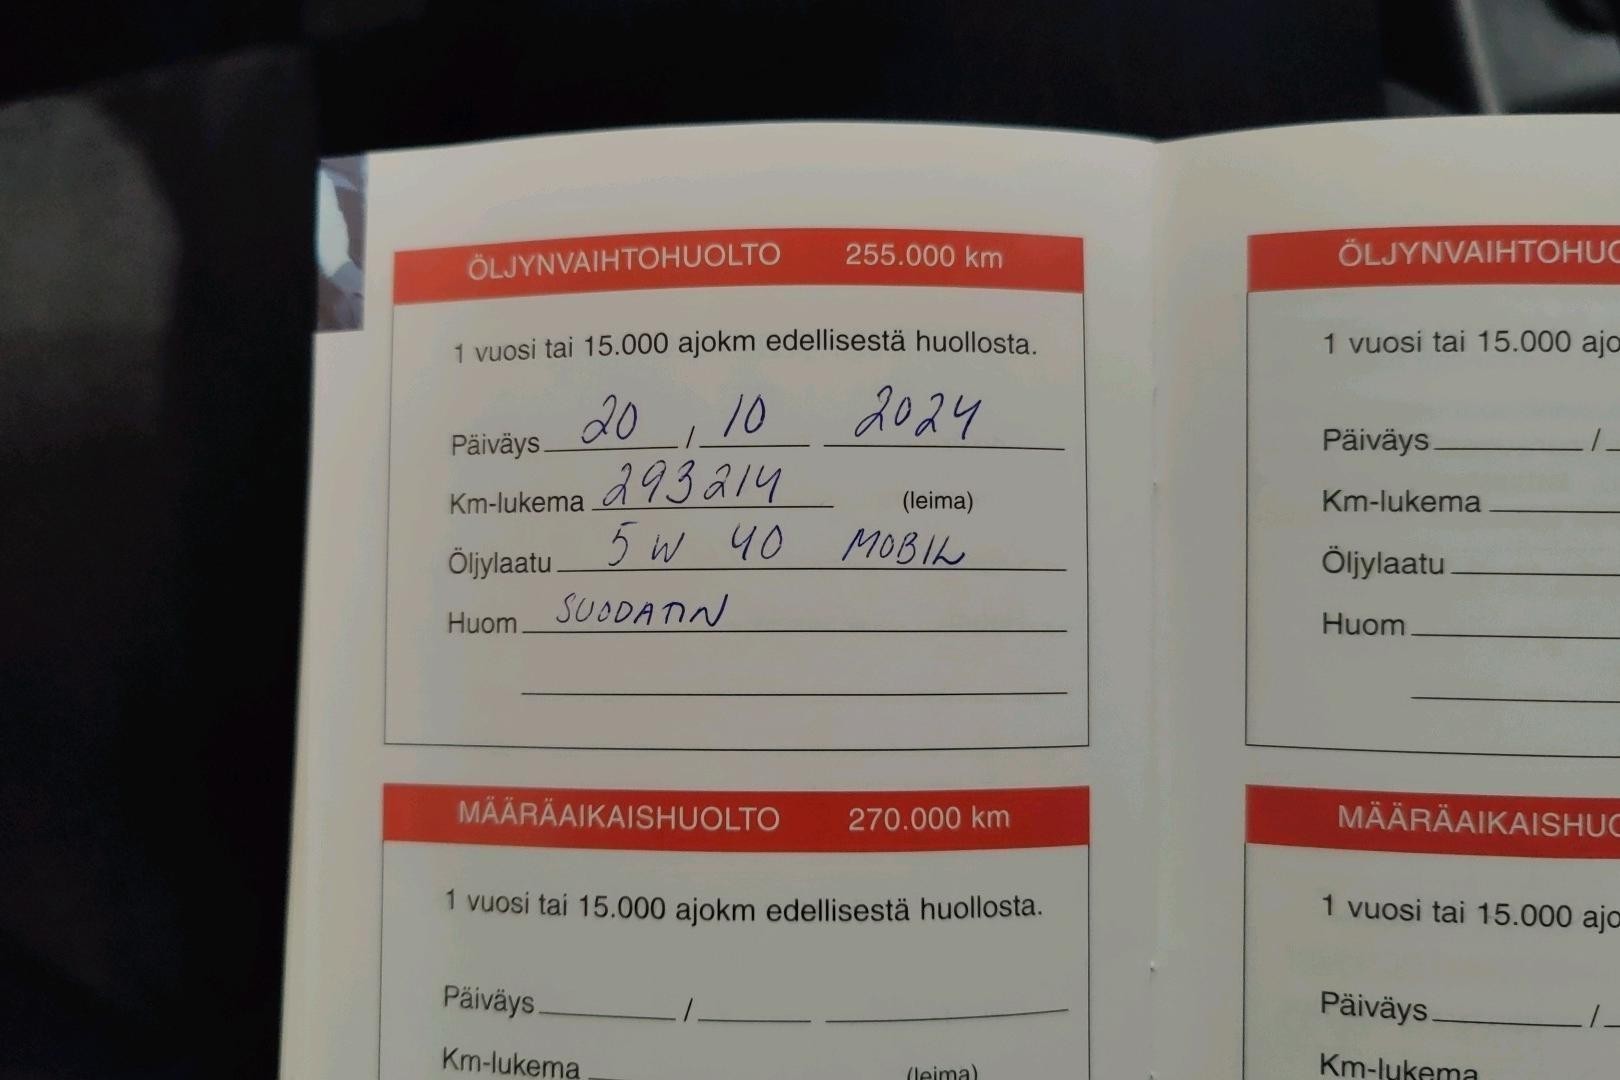 ÖLJYNVAIHTOHUOLTO 255.000 km
1 vuosi tai 15.000 ajokm edellisestä huollosta.
Päiväys 20 / 10 2024
Km-lukema 293214 (leima)
Öljylaatu 5W 40 MOBIL
Huom SUODATIN
MÄÄRÄAIKAISHUOLTO 270.000 km
1 vuosi tai 15.000 ajokm edellisestä huollosta.
Päiväys /
Km-lukema (leima)
ÖLJYNVAIHTOHUO
1 vuosi tai 15.000 ajo
Päiväys /
Km-lukema
Öljylaatu
Huom
MÄÄRÄAIKAISHUO
1 vuosi tai 15.000 ajo
Päiväys /
Km-lukema